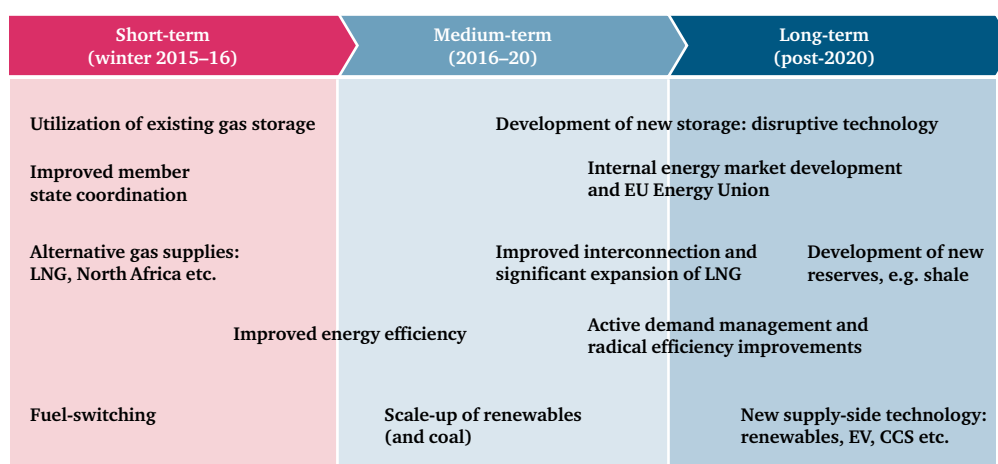 Short-term
(winter 2015–16)
Medium-term
(2016–20)
Long-term
(post-2020)
Utilization of existing gas storage
Development of new storage: disruptive technology
Improved member
state coordination
Internal energy market development
and EU Energy Union
Alternative gas supplies:
LNG, North Africa etc.
Improved interconnection and
significant expansion of LNG
Development of new
reserves, e.g. shale
Improved energy efficiency
Active demand management and
radical efficiency improvements
Fuel-switching
Scale-up of renewables
(and coal)
New supply-side technology:
renewables, EV, CCS etc.